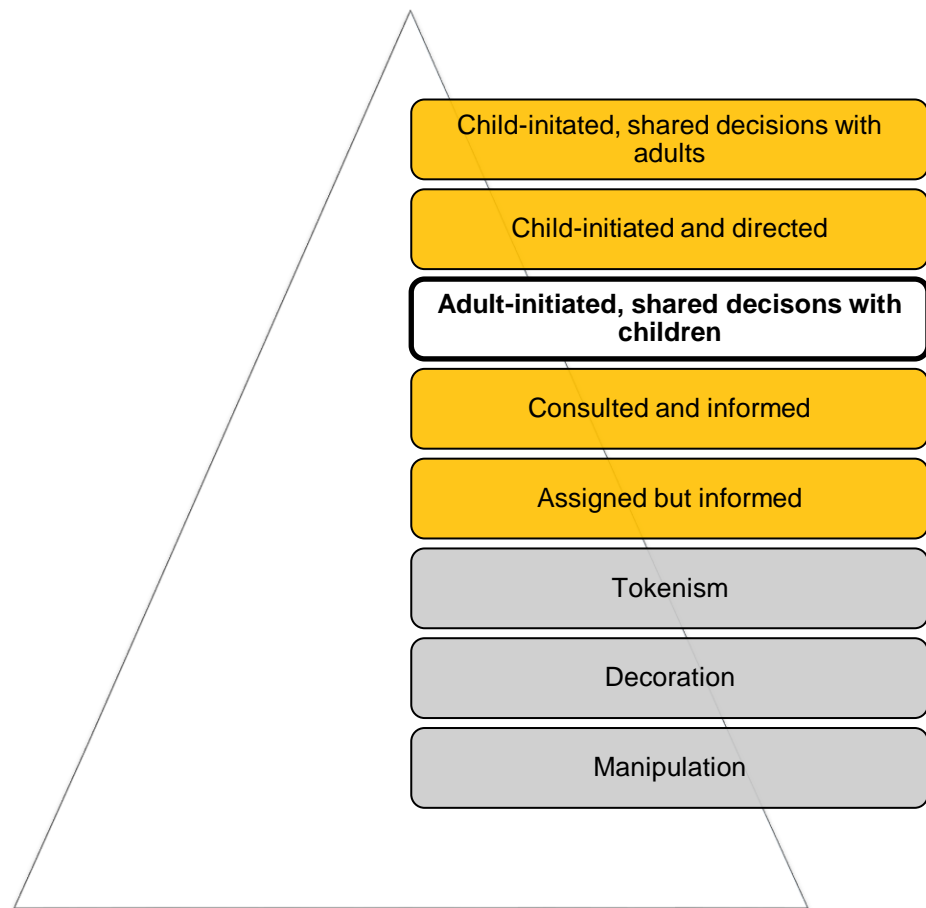 Child-initated, shared decisions with
adults
Child-initiated and directed
Adult-initiated, shared decisons with
children
Consulted and informed
Assigned but informed
Tokenism
Decoration
Manipulation